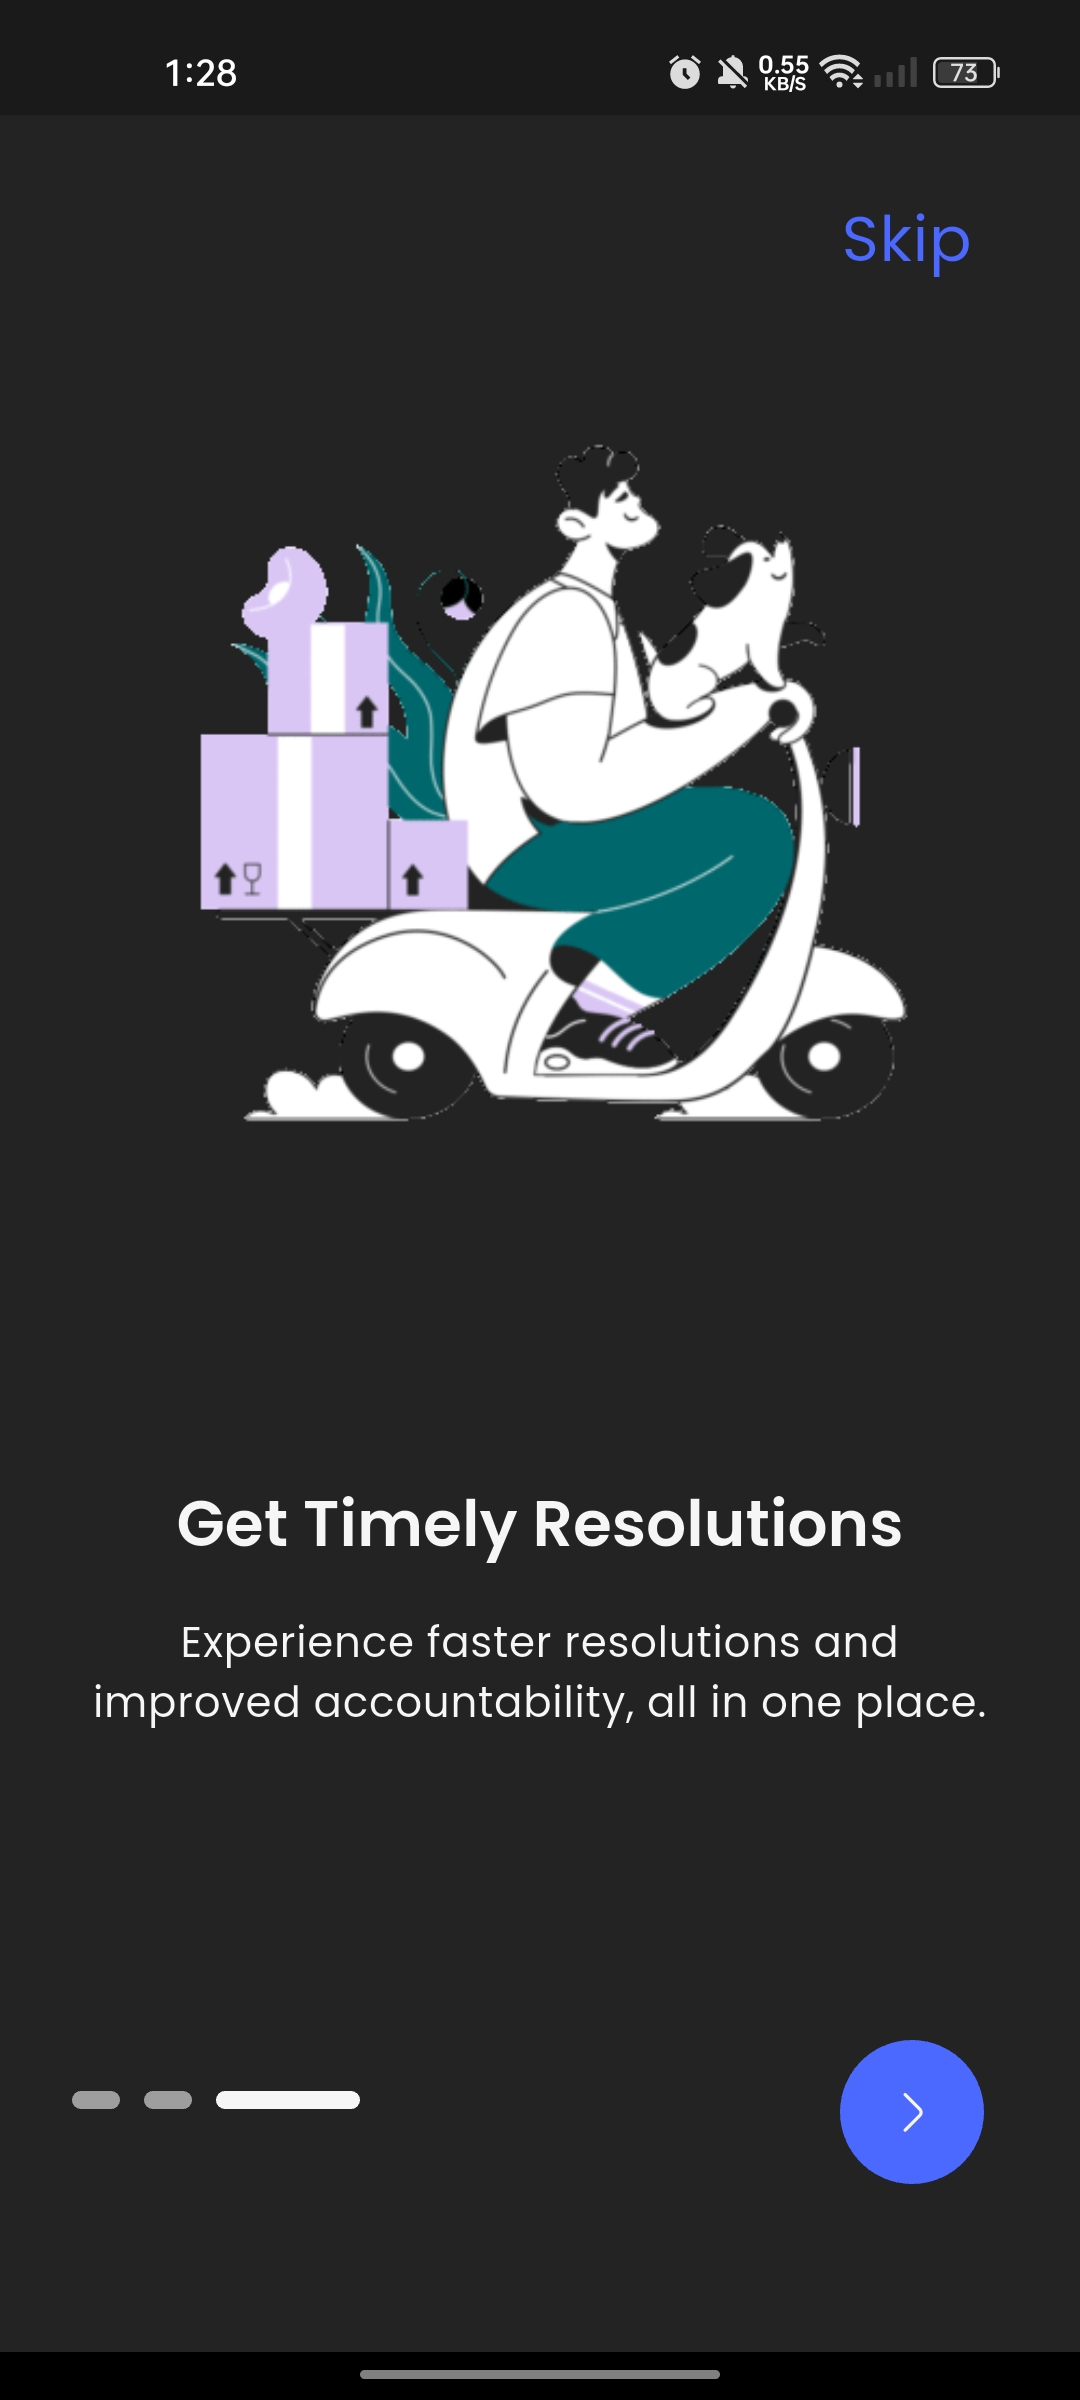 1:28
0.55
KB/S
73
Skip
Get Timely Resolutions
Experience faster resolutions and
improved accountability, all in one place.